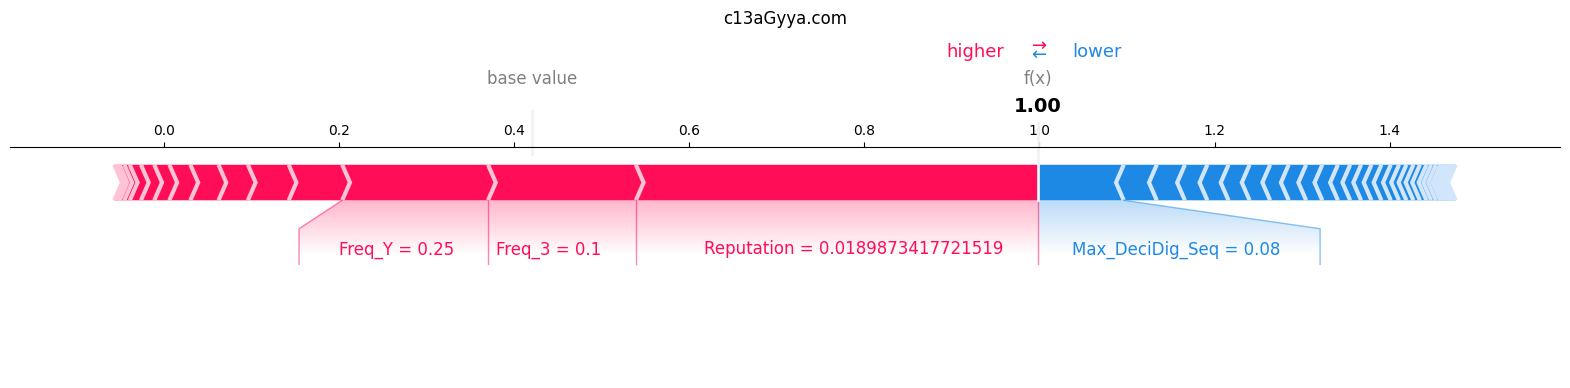 c13aGyya.com
higher → lower
←
base value f(x)
1.00
0.0 0.2 0.4 0.6 0.8 1 0 1.2 1.4
Freq_Y = 0.25 Freq_3 = 0.1 Reputation = 0.0189873417721519 Max_DeciDig_Seq = 0.08